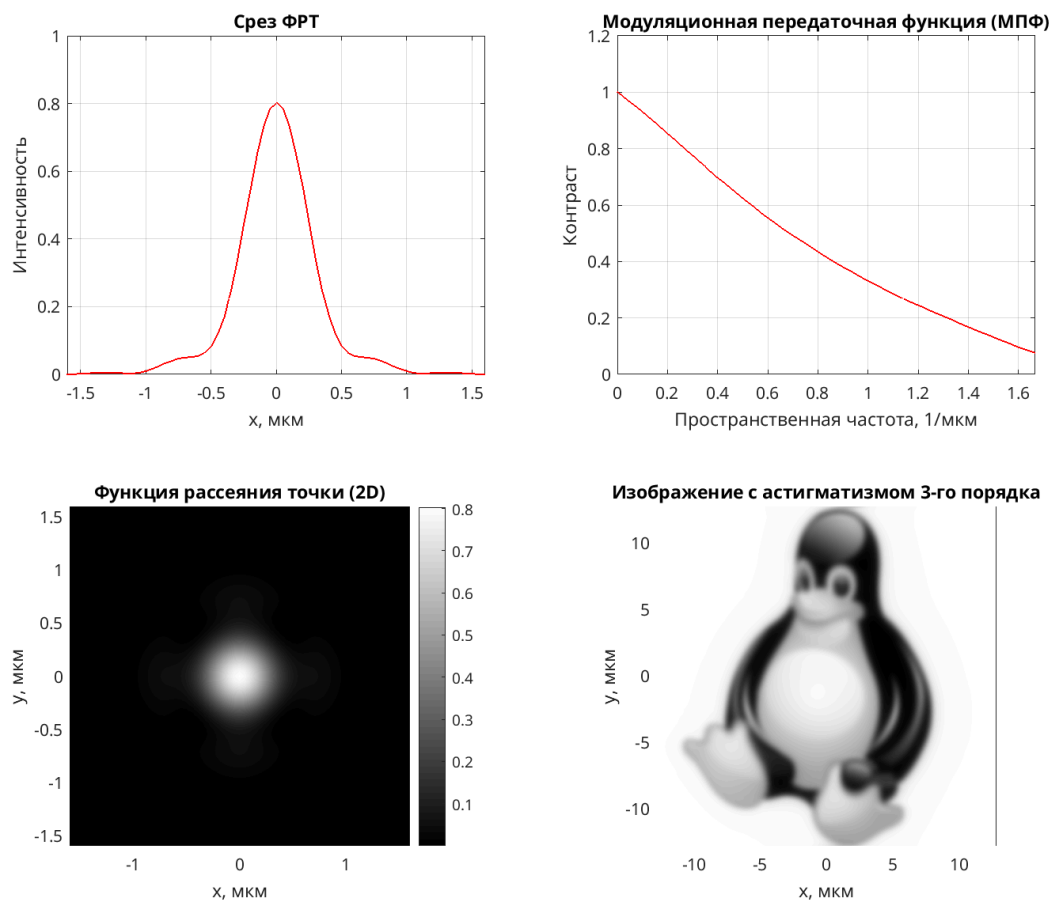 Срез ФРТ
1
0.8
0.6
0.4
0.2
0
Интенсивность
-1.5 -1 -0.5 0 0.5 1 1.5
x, мкм
Модуляционная передаточная функция (МПФ)
1.2
1
0.8
0.6
0.4
0.2
0
Контраст
0 0.2 0.4 0.6 0.8 1 1.2 1.4 1.6
Пространственная частота, 1/мкм
Функция рассеяния точки (2D)
1.5
1
0.5
0
-0.5
-1
-1.5
y, мкм
-1 0 1
x, мкм
0.8
0.7
0.6
0.5
0.4
0.3
0.2
0.1
Изображение с астигматизмом 3-го порядка
10
5
0
-5
-10
y, мкм
-10 -5 0 5 10
x, мкм